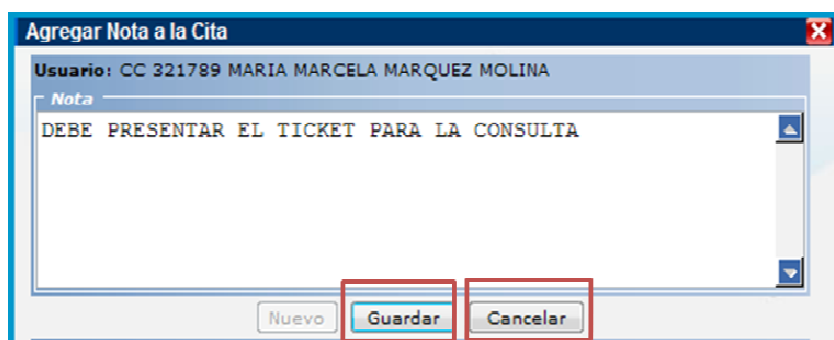 Agregar Nota a la Cita
Usuario: CC 321789 MARIA MARCELA MARQUEZ MOLINA
Nota
DEBE PRESENTAR EL TICKET PARA LA CONSULTA
Nuevo Guardar Cancelar